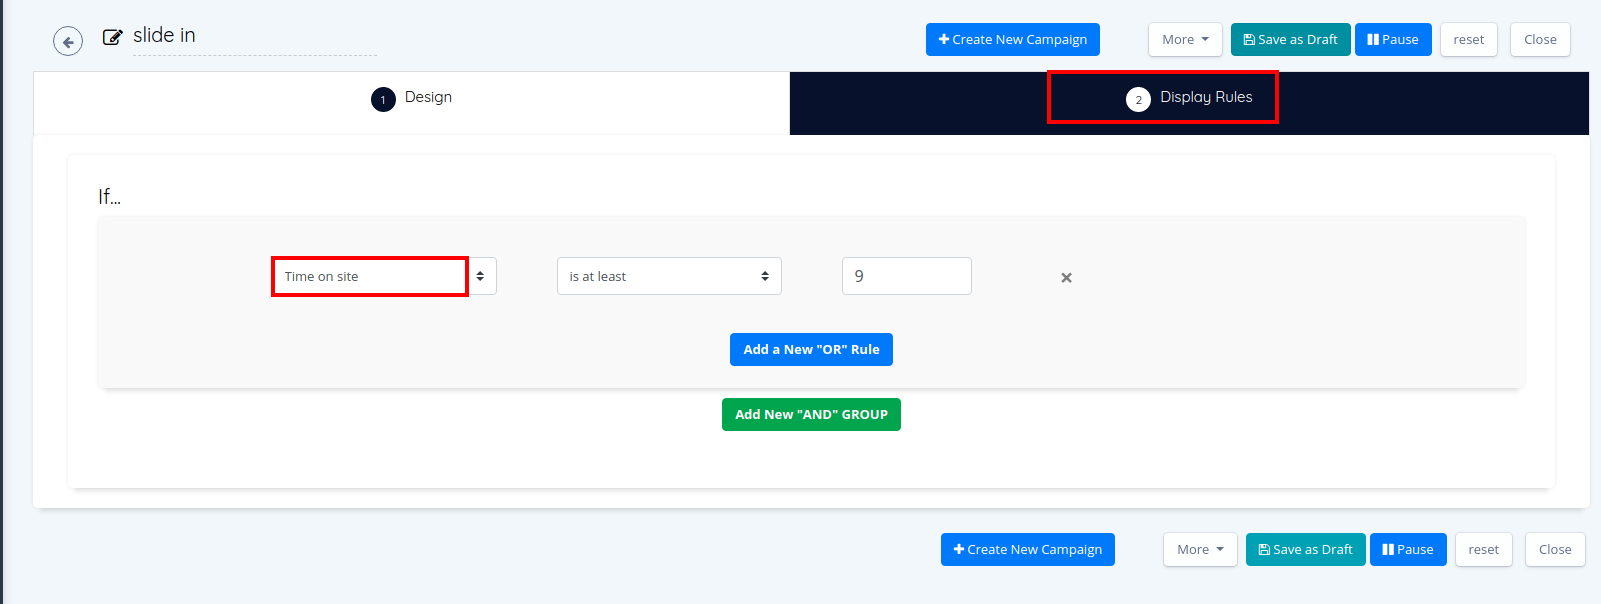 slide in
Create New Campaign
More
Save as Draft
Pause
reset
Close
1 Design
2 Display Rules
If...
Time on site
is at least
9
Add a New "OR" Rule
Add New "AND" GROUP
Create New Campaign
More
Save as Draft
Pause
reset
Close